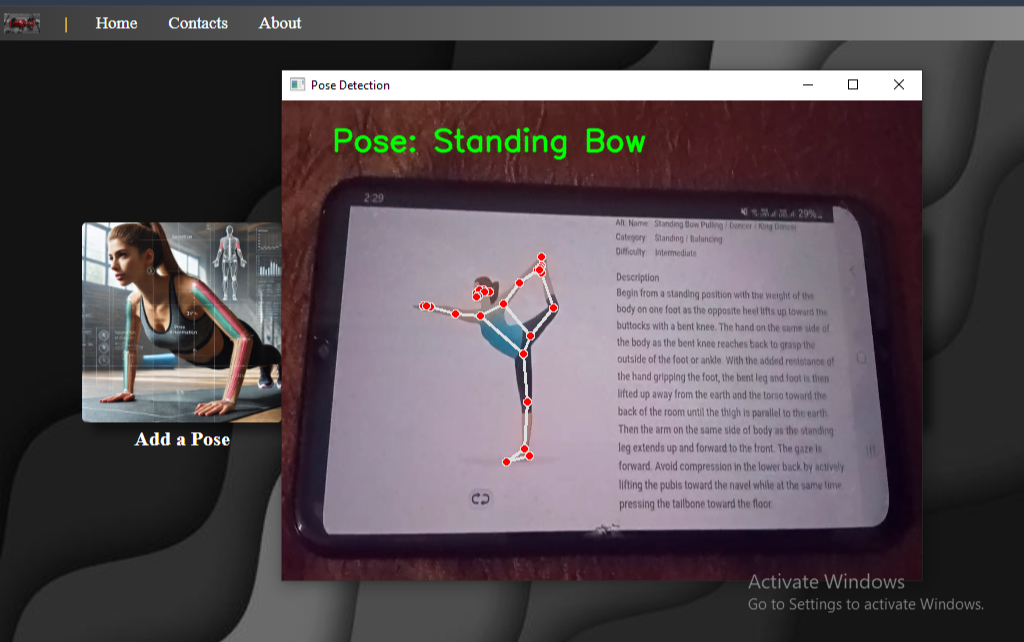 | Home Contacts About
Pose Detection
Pose: Standing Bow
2:29
29%
Alt. Name: Standing Bow Pulling / Dancer / King Dancer
Category: Standing / Balancing
Difficulty: Intermediate
Description
Begin from a standing position with the weight of the
body on one foot as the opposite heel lifts up toward the
buttocks with a bent knee. The hand on the same side of
the body as the bent knee reaches back to grasp the
outside of the foot or ankle. With the added resistance of
the hand gripping the foot, the bent leg and foot is then
lifted up away from the earth and the torso toward the
back of the room until the thigh is parallel to the earth.
Then the arm on the same side of body as the standing
leg extends up and forward to the front. The gaze is
forward. Avoid compression in the lower back by actively
lifting the pubis toward the navel while at the same time
pressing the tailbone toward the floor.
Add a Pose
Activate Windows
Go to Settings to activate Windows.